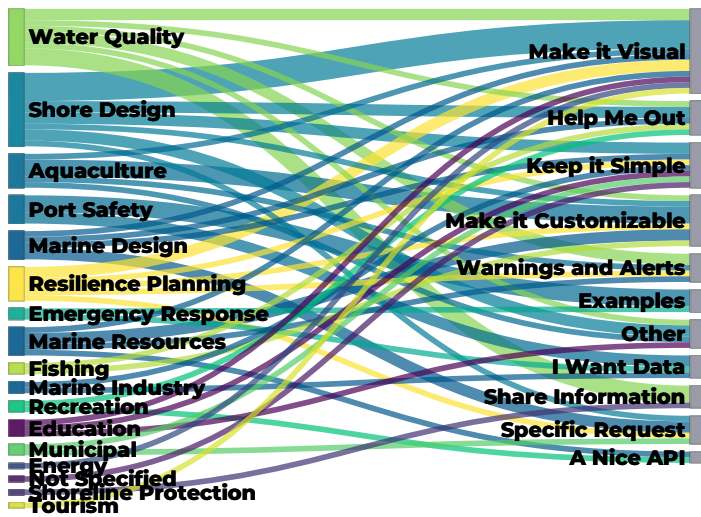 Water Quality
Shore Design
Aquaculture
Port Safety
Marine Design
Resilience Planning
Emergency Response
Marine Resources
Fishing
Marine Industry
Recreation
Education
Municipal
Energy
Not Specified
Shoreline Protection
Tourism
Make it Visual
Help Me Out
Keep it Simple
Make it Customizable
Warnings and Alerts
Examples
Other
I Want Data
Share Information
Specific Request
A Nice API